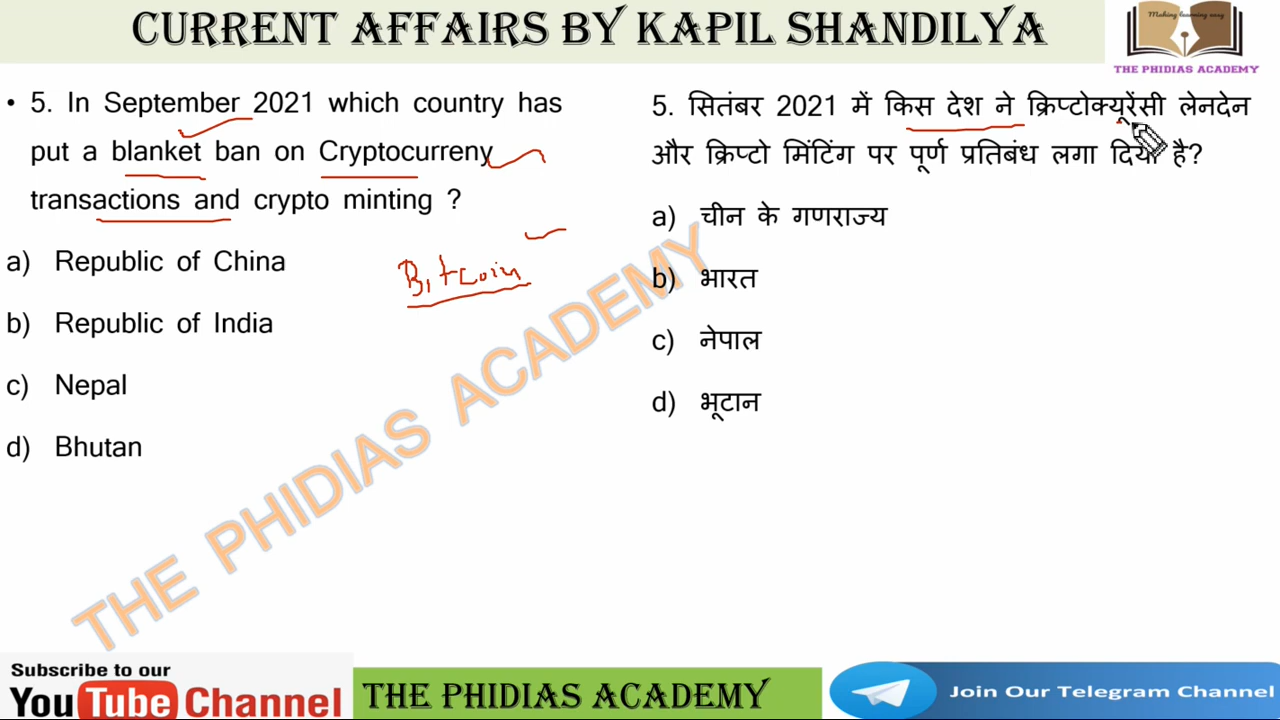 CURRENT AFFAIRS BY KAPIL SHANDILYA
Making learning easy
THE PHIDIAS ACADEMY
• 5. In September 2021 which country has
put a blanket ban on Cryptocurreny
transactions and crypto minting ?
a) Republic of China
b) Republic of India
c) Nepal
d) Bhutan
Bitcoin
5. सितंबर 2021 में किस देश ने क्रिप्टोक्यूरेंसी लेनदेन
और क्रिप्टो मिंटिंग पर पूर्ण प्रतिबंध लगा दिया है?
a) चीन के गणराज्य
b) भारत
c) नेपाल
d) भूटान
THE PHIDIAS ACADEMY
Subscribe to our
YouTube Channel
THE PHIDIAS ACADEMY
Join Our Telegram Channel